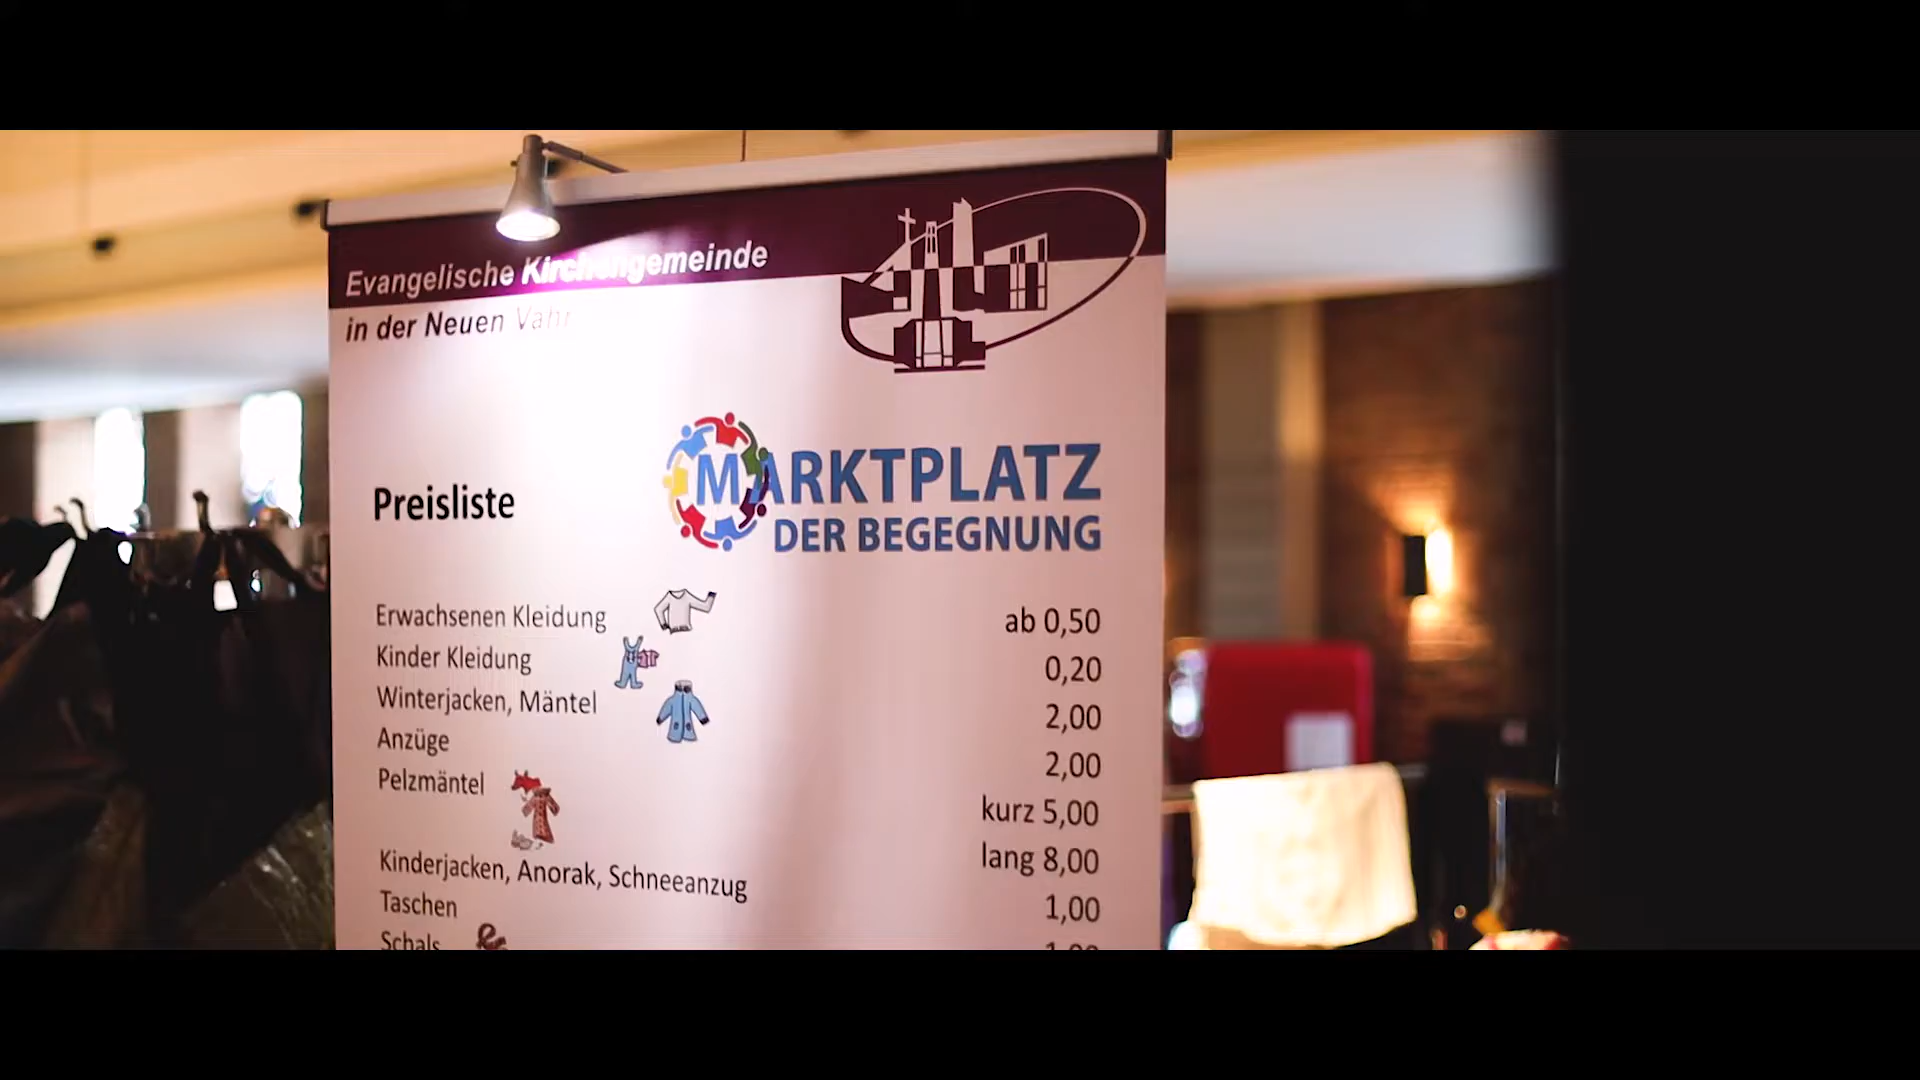 Evangelische Kirchengemeinde
in der Neuen Vahr
MARKTPLATZ
DER BEGEGNUNG
Preisliste
Erwachsenen Kleidung ab 0,50
Kinder Kleidung 0,20
Winterjacken, Mäntel 2,00
Anzüge 2,00
Pelzmäntel kurz 5,00
lang 8,00
Kinderjacken, Anorak, Schneeanzug 1,00
Taschen 1,00
Schals